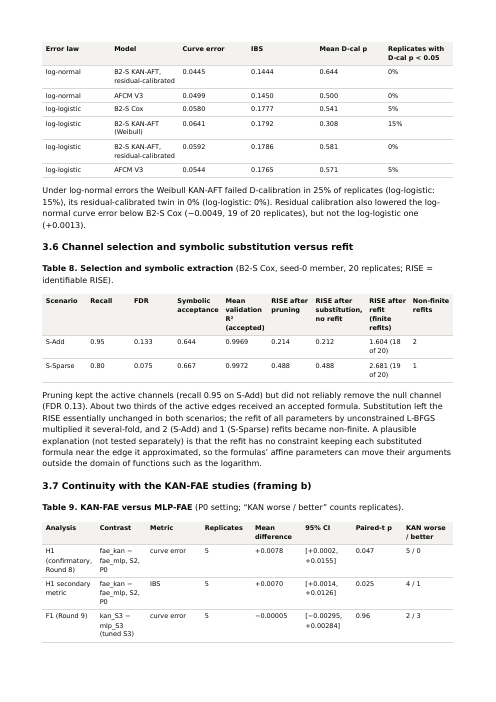 Error law Model Curve error IBS Mean D-cal p Replicates with
D-cal p < 0.05
log-normal B2-S KAN-AFT, 0.0445 0.1444 0.644 0%
residual-calibrated
log-normal AFCM V3 0.0499 0.1450 0.500 0%
log-logistic B2-S Cox 0.0580 0.1777 0.541 5%
log-logistic B2-S KAN-AFT 0.0641 0.1792 0.308 15%
(Weibull)
log-logistic B2-S KAN-AFT, 0.0592 0.1786 0.581 0%
residual-calibrated
log-logistic AFCM V3 0.0544 0.1765 0.571 5%
Under log-normal errors the Weibull KAN-AFT failed D-calibration in 25% of replicates (log-logistic:
15%), its residual-calibrated twin in 0% (log-logistic: 0%). Residual calibration also lowered the log-
normal curve error below B2-S Cox (−0.0049, 19 of 20 replicates), but not the log-logistic one
(+0.0013).
3.6 Channel selection and symbolic substitution versus refit
Table 8. Selection and symbolic extraction (B2-S Cox, seed-0 member, 20 replicates; RISE =
identifiable RISE).
Scenario Recall FDR Symbolic Mean RISE after RISE after RISE after Non-finite
acceptance validation pruning substitution, refit refits
R² no refit (finite
(accepted) refits)
S-Add 0.95 0.133 0.644 0.9969 0.214 0.212 1.604 (18 2
of 20)
S-Sparse 0.80 0.075 0.667 0.9972 0.488 0.488 2.681 (19 1
of 20)
Pruning kept the active channels (recall 0.95 on S-Add) but did not reliably remove the null channel
(FDR 0.13). About two thirds of the active edges received an accepted formula. Substitution left the
RISE essentially unchanged in both scenarios; the refit of all parameters by unconstrained L-BFGS
multiplied it several-fold, and 2 (S-Add) and 1 (S-Sparse) refits became non-finite. A plausible
explanation (not tested separately) is that the refit has no constraint keeping each substituted
formula near the edge it approximated, so the formulas’ affine parameters can move their arguments
outside the domain of functions such as the logarithm.
3.7 Continuity with the KAN-FAE studies (framing b)
Table 9. KAN-FAE versus MLP-FAE (P0 setting; “KAN worse / better” counts replicates).
Analysis Contrast Metric Replicates Mean 95% CI Paired-t p KAN worse
difference / better
H1 fae_kan − curve error 5 +0.0078 [+0.0002, 0.047 5 / 0
(confirmatory, fae_mlp, S2, +0.0155]
Round 8) P0
H1 secondary fae_kan − IBS 5 +0.0070 [+0.0014, 0.025 4 / 1
metric fae_mlp, S2, +0.0126]
P0
F1 (Round 9) kan_S3 − curve error 5 −0.00005 [−0.00295, 0.96 2 / 3
mlp_S3 +0.00284]
(tuned S3)